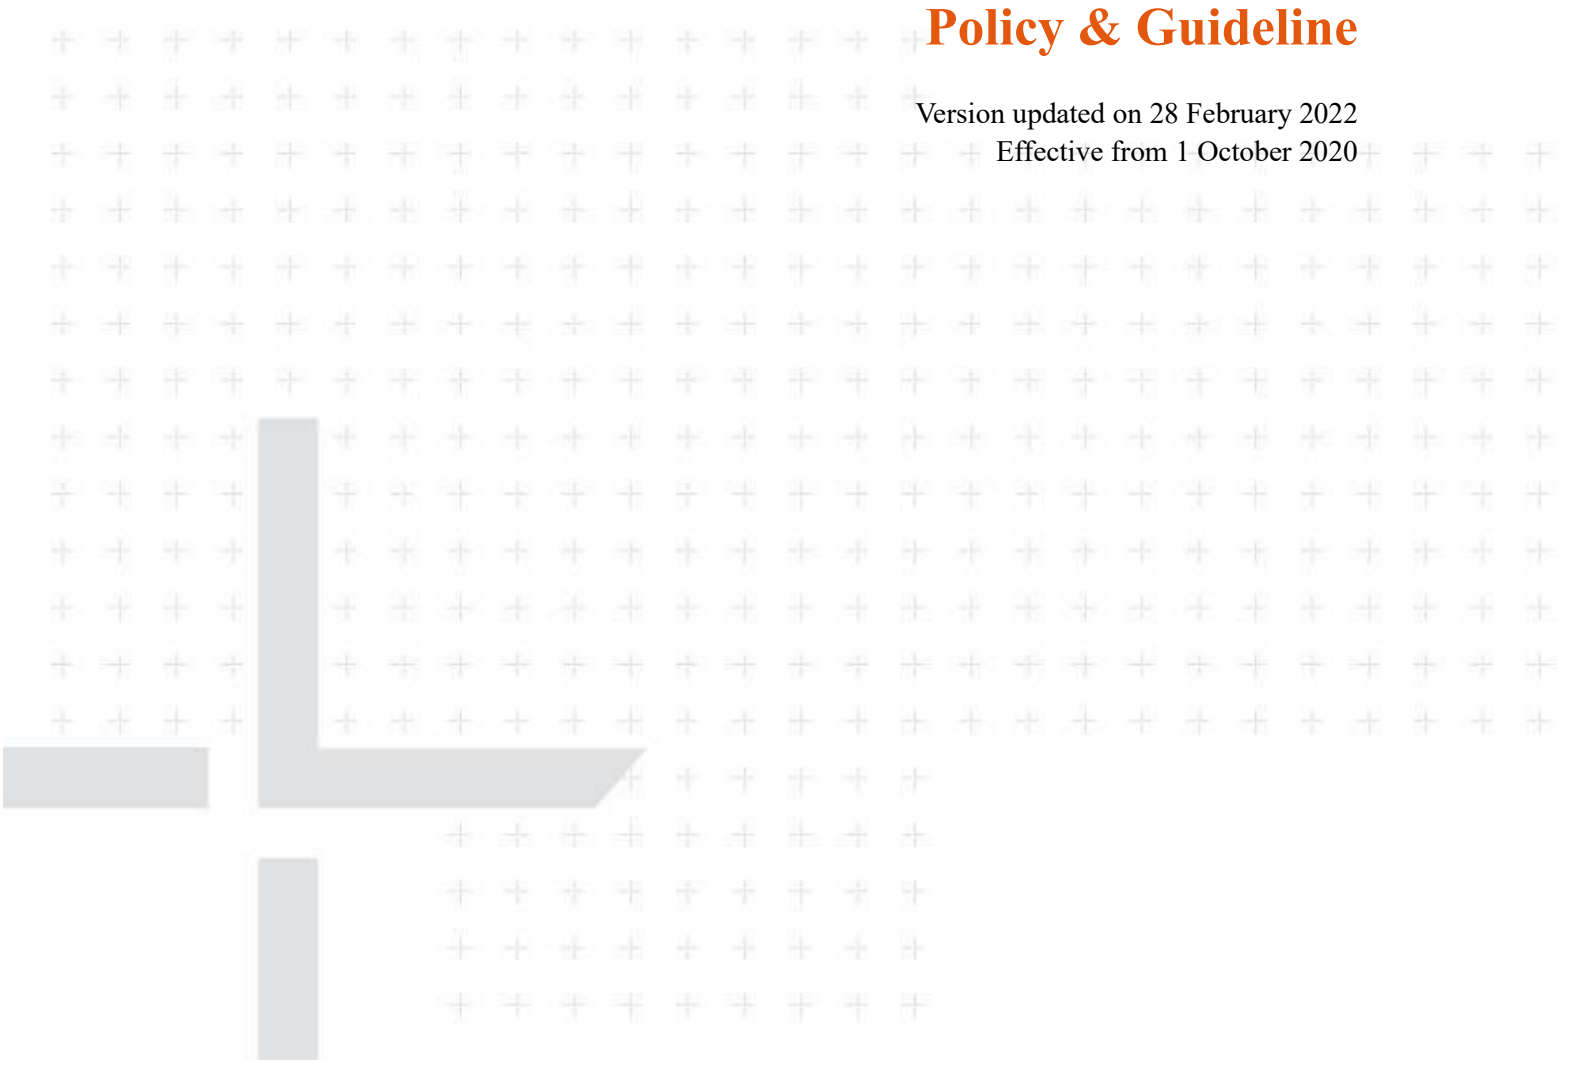 Policy & Guideline
Version updated on 28 February 2022
Effective from 1 October 2020